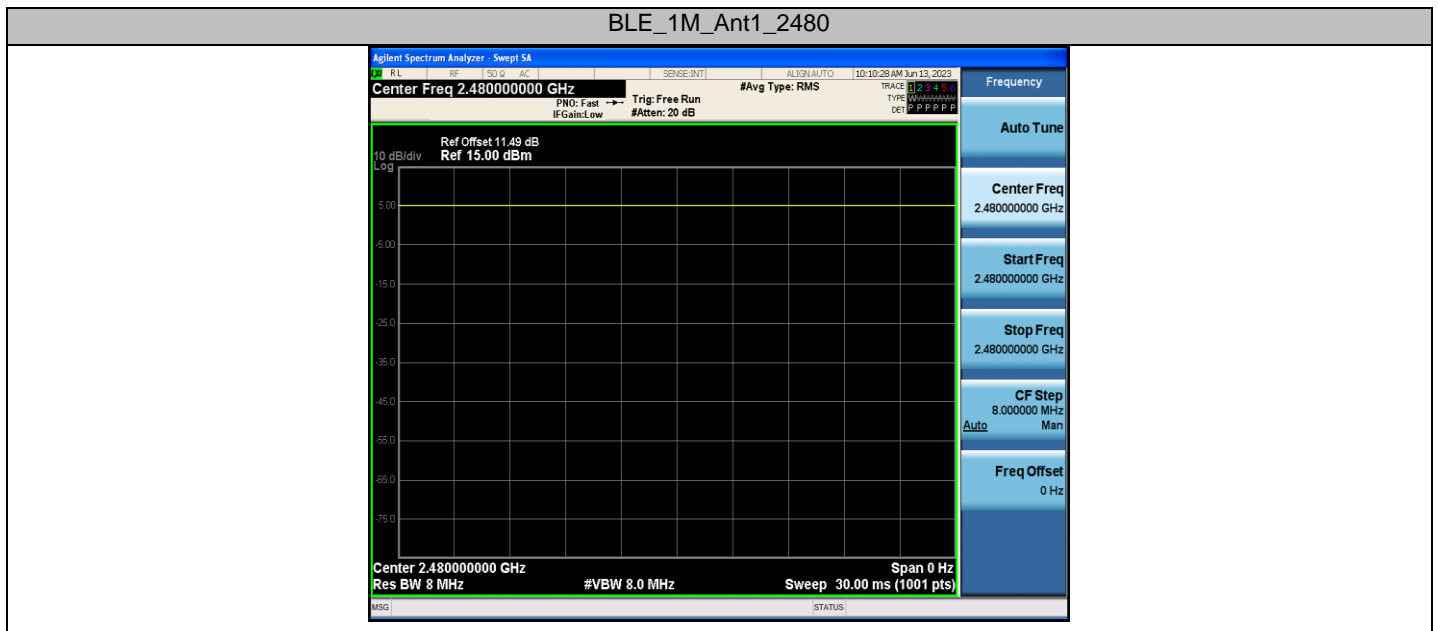 BLE_1M_Ant1_2480
Agilent Spectrum Analyzer - Swept SA
RL RF 50 Ω AC SENSE:INT ALIGN AUTO 10:10:28 AM Jun 13, 2023
Center Freq 2.480000000 GHz
#Avg Type: RMS
TRACE 1 2 3 4 5 6
PNO: Fast
Trig: Free Run
TYPE
IFGain:Low
#Atten: 20 dB
DET P P P P P P
Ref Offset 11.49 dB
10 dB/div Ref 15.00 dBm
Log
5.00
-5.00
-15.0
-25.0
-35.0
-45.0
-55.0
-65.0
-75.0
Center 2.480000000 GHz Span 0 Hz
Res BW 8 MHz #VBW 8.0 MHz Sweep 30.00 ms (1001 pts)
MSG STATUS
Frequency
Auto Tune
Center Freq
2.480000000 GHz
Start Freq
2.480000000 GHz
Stop Freq
2.480000000 GHz
CF Step
8.000000 MHz
Auto Man
Freq Offset
0 Hz